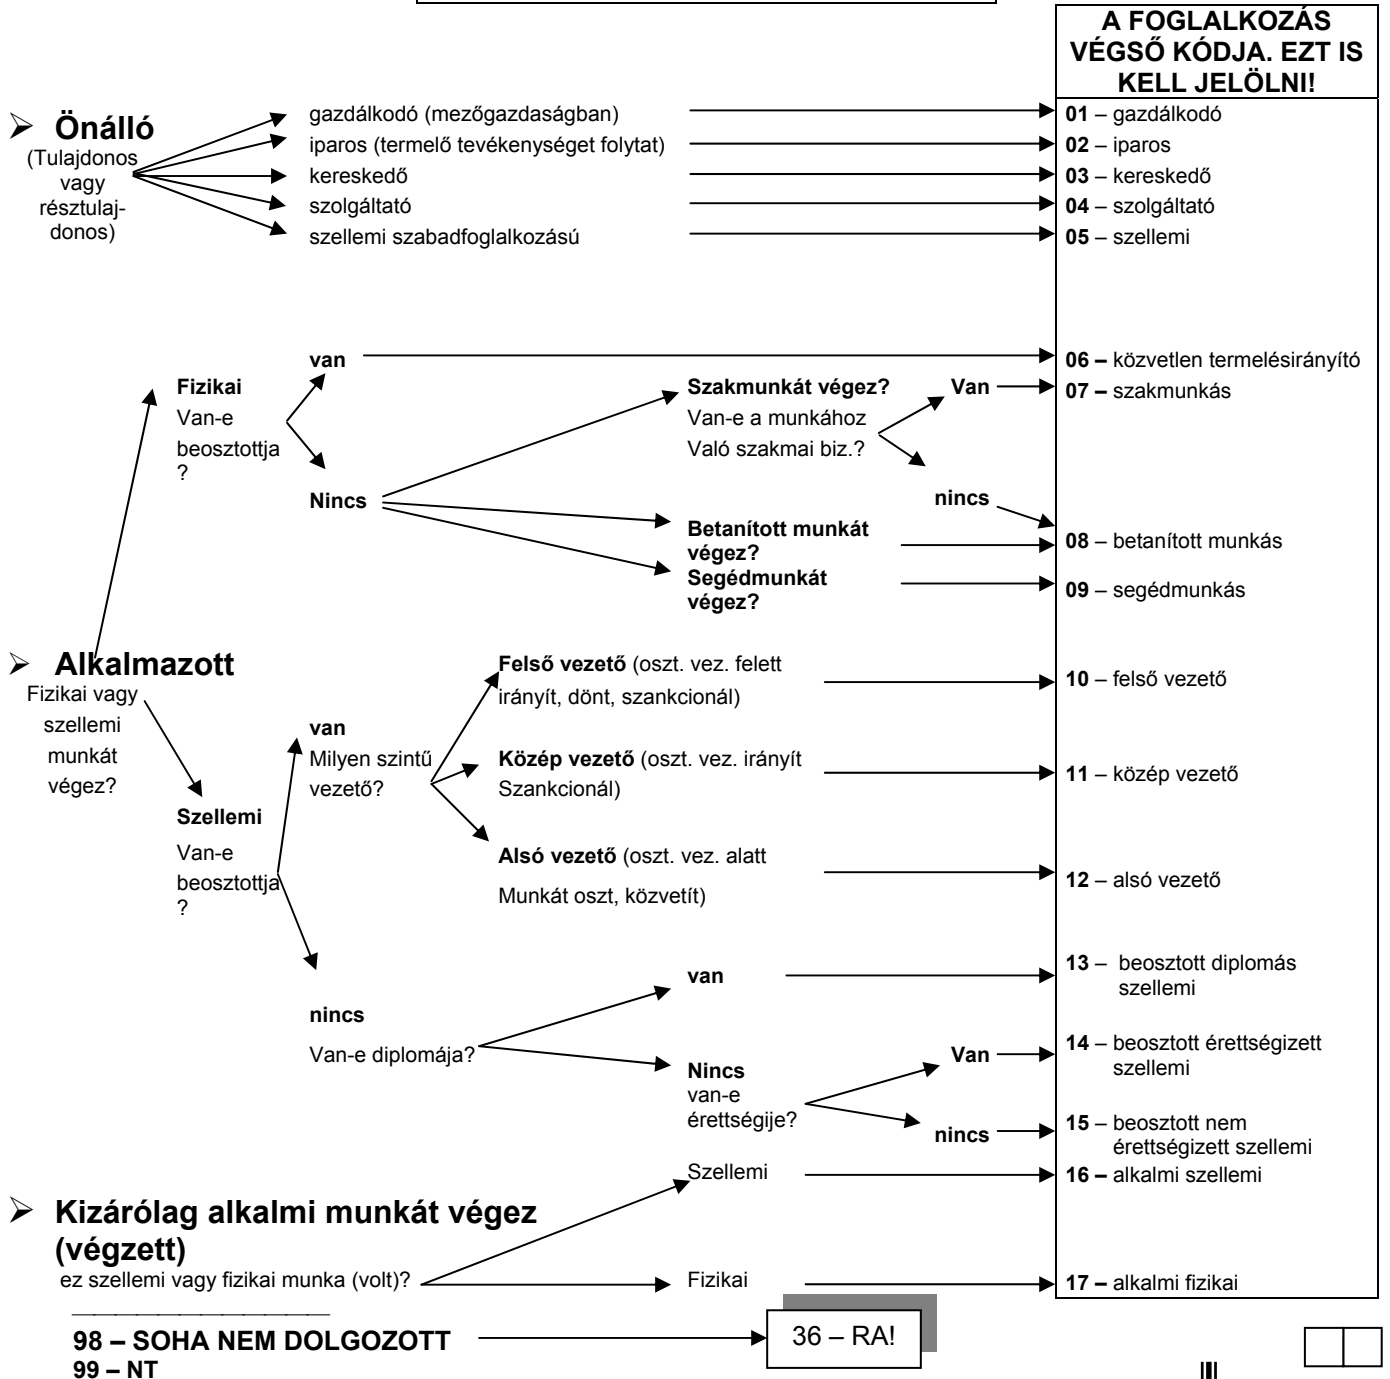 A FOGLALKOZÁS
VÉGSŐ KÓDJA. EZT IS
KELL JELÖLNI!
➢ Önálló
(Tulajdonos
vagy
résztulaj-
donos)
gazdálkodó (mezőgazdaságban)
iparos (termelő tevékenységet folytat)
kereskedő
szolgáltató
szellemi szabadfoglalkozású
01 – gazdálkodó
02 – iparos
03 – kereskedő
04 – szolgáltató
05 – szellemi
van
06 – közvetlen termelésirányító
Fizikai
Van-e
beosztottja
?
Nincs
Szakmunkát végez?
Van-e a munkához
Való szakmai biz.?
Van
07 – szakmunkás
nincs
Betanított munkát
végez?
08 – betanított munkás
Segédmunkát
végez?
09 – segédmunkás
➢ Alkalmazott
Fizikai vagy
szellemi
munkát
végez?
Szellemi
Van-e
beosztottja
?
van
Milyen szintű
vezető?
Felső vezető (oszt. vez. felett
irányít, dönt, szankcionál)
10 – felső vezető
Közép vezető (oszt. vez. irányít
Szankcionál)
11 – közép vezető
Alsó vezető (oszt. vez. alatt
Munkát oszt, közvetít)
12 – alsó vezető
nincs
Van-e diplomája?
van
13 – beosztott diplomás
szellemi
Nincs
van-e
érettségije?
Van
14 – beosztott érettségizett
szellemi
nincs
15 – beosztott nem
érettségizett szellemi
➢ Kizárólag alkalmi munkát végez
(végzett)
ez szellemi vagy fizikai munka (volt)?
Szellemi
16 – alkalmi szellemi
Fizikai
17 – alkalmi fizikai
98 – SOHA NEM DOLGOZOTT
36 – RA!
99 – NT